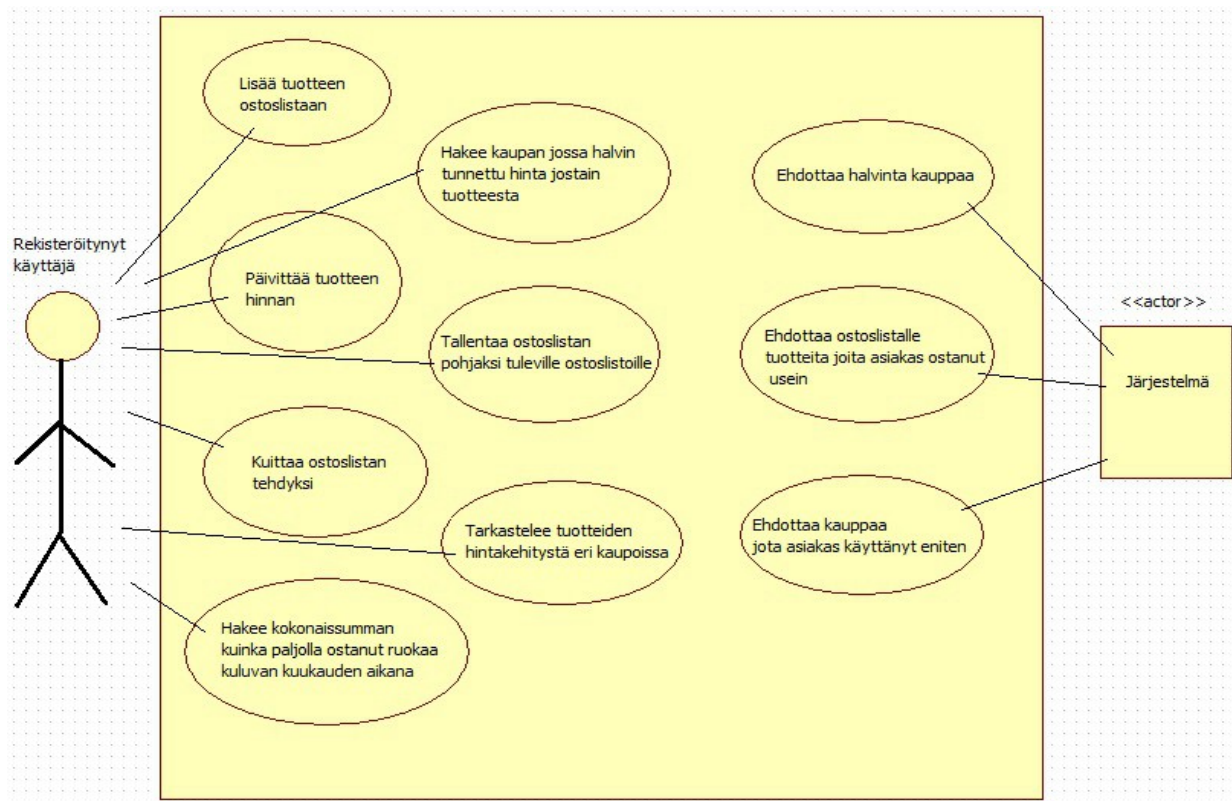 Lisää tuotteen
ostoslistaan
Hakee kaupan jossa halvin
tunnettu hinta jostain
tuotteesta
Ehdottaa halvinta kauppaa
Rekisteröitynyt
käyttäjä
Päivittää tuotteen
hinnan
<<actor>>
Järjestelmä
Tallentaa ostoslistan
pohjaksi tuleville ostoslistoille
Ehdottaa ostoslistalle
tuotteita joita asiakas ostanut
usein
Kuittaa ostoslistan
tehdyksi
Tarkastelee tuotteiden
hintakehitystä eri kaupoissa
Ehdottaa kauppaa
jota asiakas käyttänyt eniten
Hakee kokonaissumman
kuinka paljolla ostanut ruokaa
kuluvan kuukauden aikana